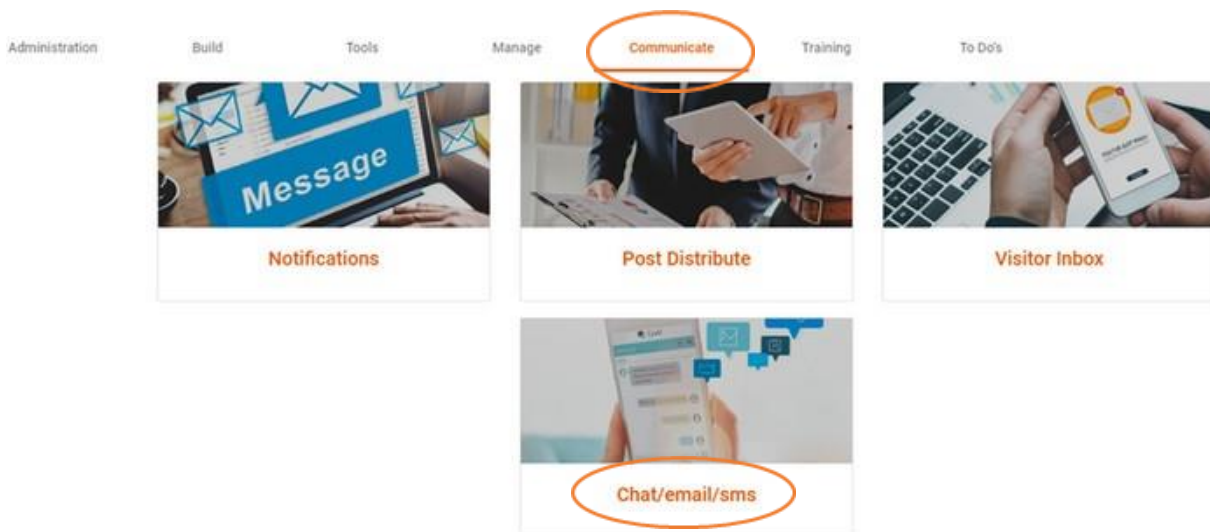 Administration Build Tools Manage Communicate Training To Do's
Message
Notifications Post Distribute Visitor Inbox
Chat/email/sms